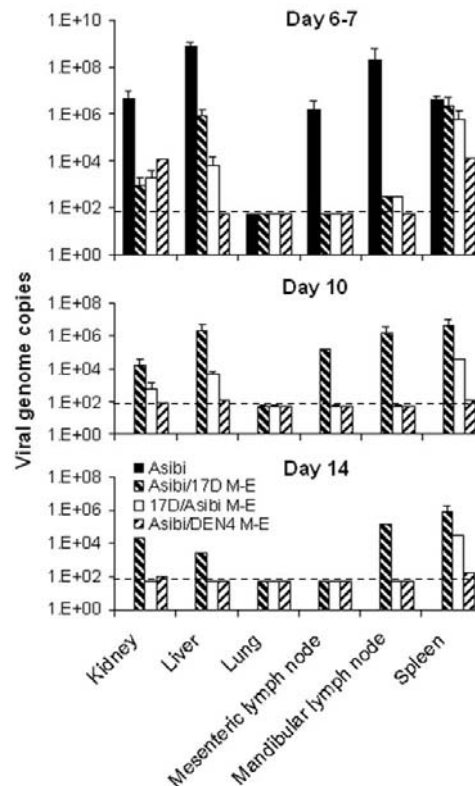 Day 6-7
1.E+10
1.E+08
1.E+06
1.E+04
1.E+02
1.E+00
Day 10
1.E+08
1.E+06
1.E+04
1.E+02
1.E+00
Viral genome copies
Day 14
Asibi
Asibi/17D M-E
17D/Asibi M-E
Asibi/DEN4 M-E
1.E+08
1.E+06
1.E+04
1.E+02
1.E+00
Kidney
Liver
Lung
Mesenteric lymph node
Mandibular lymph node
Spleen